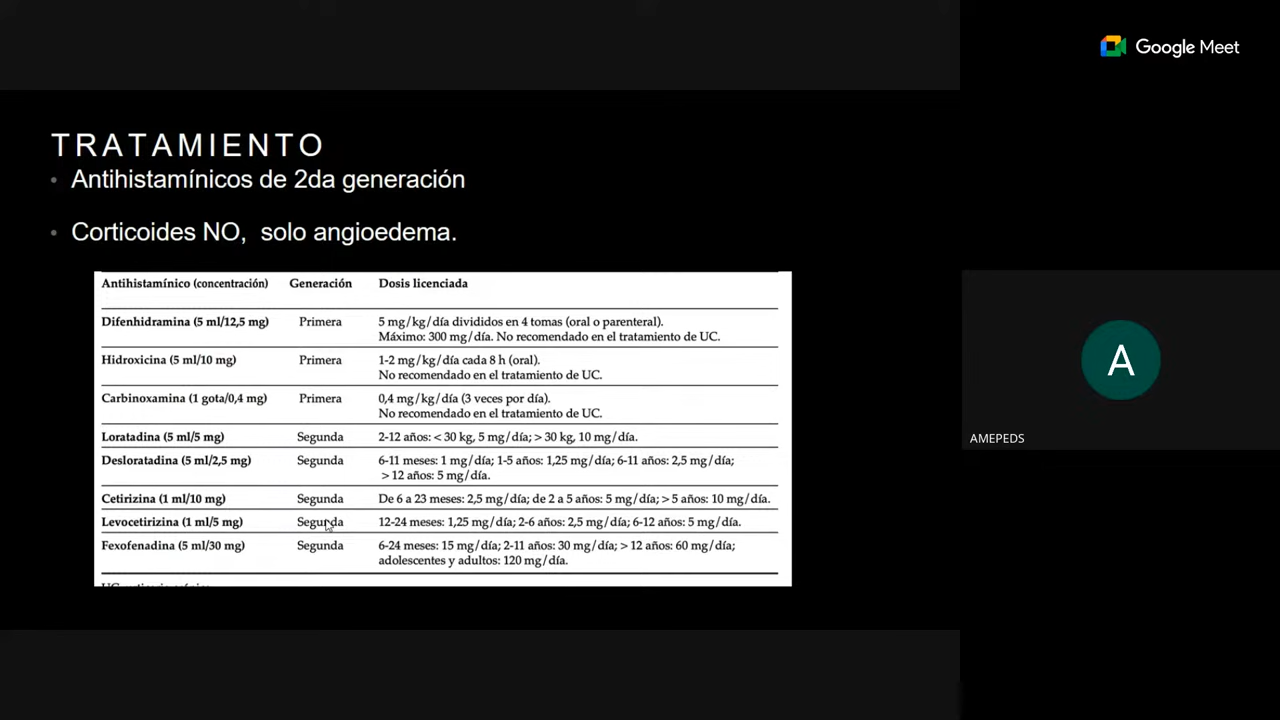 Google Meet
TRATAMIENTO
• Antihistamínicos de 2da generación
• Corticoides NO, solo angioedema.
Antihistamínico (concentración) Generación Dosis licenciada
Difenhidramina (5 ml/12,5 mg) Primera 5 mg/kg/día divididos en 4 tomas (oral o parenteral).
Máximo: 300 mg/día. No recomendado en el tratamiento de UC.
Hidroxicina (5 ml/10 mg) Primera 1-2 mg/kg/día cada 8 h (oral).
No recomendado en el tratamiento de UC.
Carbinoxamina (1 gota/0,4 mg) Primera 0,4 mg/kg/día (3 veces por día).
No recomendado en el tratamiento de UC.
Loratadina (5 ml/5 mg) Segunda 2-12 años: < 30 kg, 5 mg/día; > 30 kg, 10 mg/día.
Desloratadina (5 ml/2,5 mg) Segunda 6-11 meses: 1 mg/día; 1-5 años: 1,25 mg/día; 6-11 años: 2,5 mg/día;
> 12 años: 5 mg/día.
Cetirizina (1 ml/10 mg) Segunda De 6 a 23 meses: 2,5 mg/día; de 2 a 5 años: 5 mg/día; > 5 años: 10 mg/día.
Levocetirizina (1 ml/5 mg) Segunda 12-24 meses: 1,25 mg/día; 2-6 años: 2,5 mg/día; 6-12 años: 5 mg/día.
Fexofenadina (5 ml/30 mg) Segunda 6-24 meses: 15 mg/día; 2-11 años: 30 mg/día; > 12 años: 60 mg/día;
adolescentes y adultos: 120 mg/día.
A
AMEPEDS